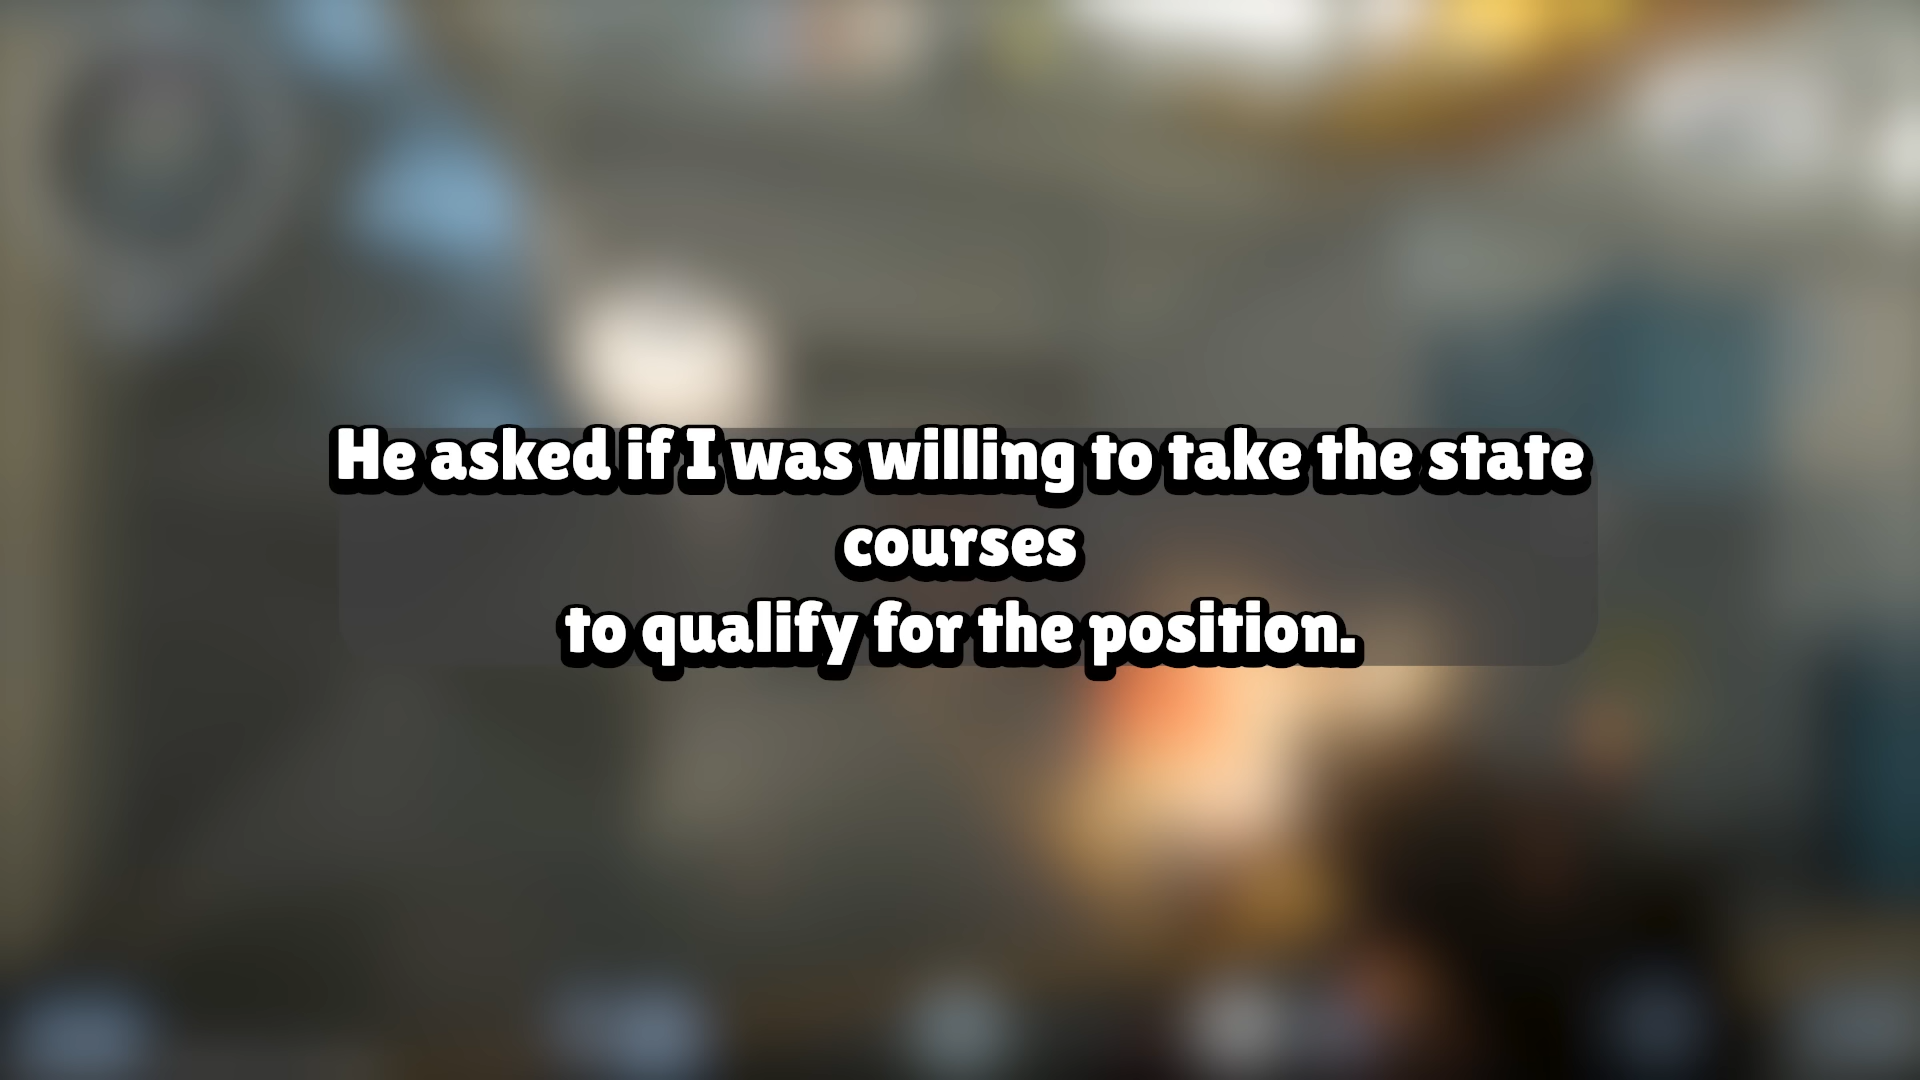 He asked if I was willing to take the state
courses
to qualify for the position.